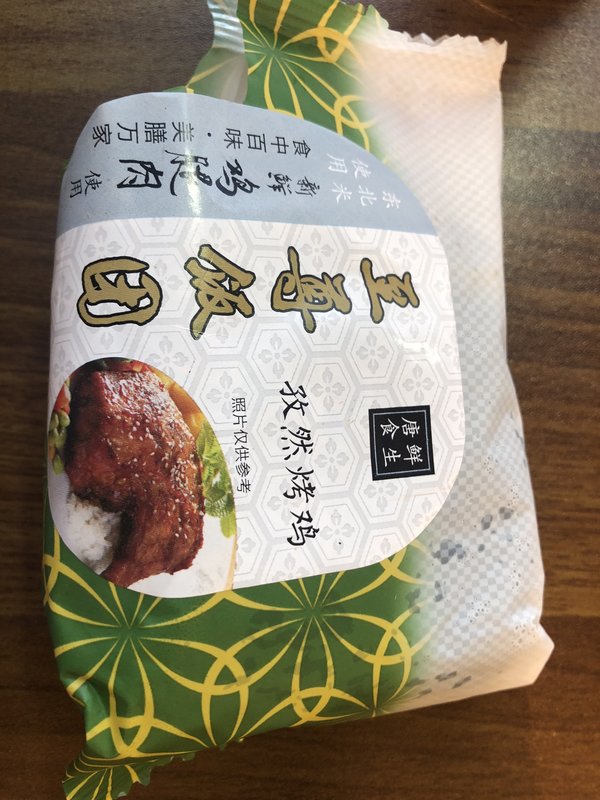 东北米
使用
新鲜鸡腿肉使用
食中百味·美膳万家
至尊饭团
唐食
鲜生
孜然烤鸡
照片仅供参考